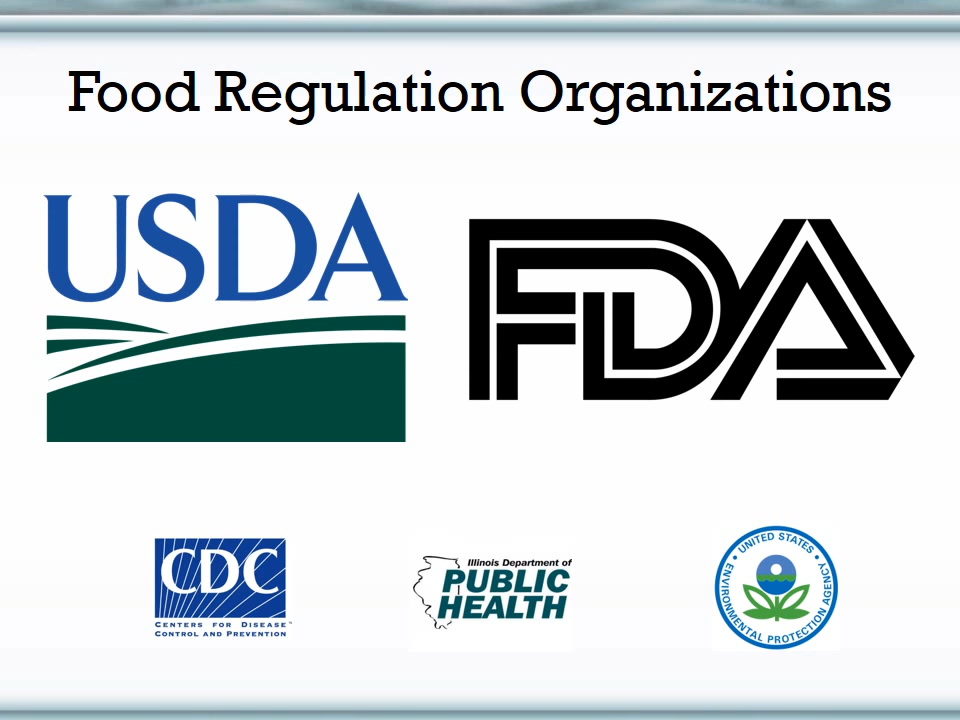 Food Regulation Organizations
USDA
FDA
CDC
CENTERS FOR DISEASE™
CONTROL AND PREVENTION
Illinois Department of
PUBLIC
HEALTH
UNITED STATES
ENVIRONMENTAL PROTECTION AGENCY